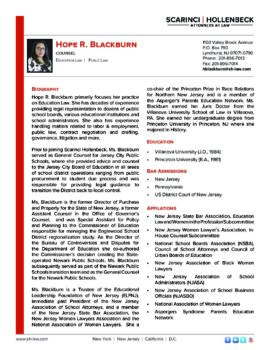 SCARINCI | HOLLENBECK
ATTORNEYS AT LAW
HOPE R. BLACKBURN
COUNSEL
EDUCATION LAW | PUBLIC LAW
1100 Valley Brook Avenue
P.O. Box 790
Lyndhurst, NJ 07071-0790
Phone: 201-896-4100
Fax: 201-896-8660
BIOGRAPHY
Hope R. Blackburn primarily focuses her practice
on Education Law. She has decades of experience
providing legal representation to dozens of public
school boards, various educational institutions and
school administrators. She also has experience
handling matters related to labor & employment,
public law, contract negotiation and drafting,
governance, litigation and more.
Prior to joining Scarinci Hollenbeck, Ms. Blackburn
served as General Counsel for Jersey City Public
Schools, where she provided advice and counsel
to the Jersey City Board of Education in all areas
of school district operations ranging from public
procurement to student due process and was
responsible for providing legal guidance to
transition the District back to local control.
Ms. Blackburn is the former Director of Purchase
and Property for the State of New Jersey, a former
Assistant Counsel in the Office of Governor's
Counsel, and was Special Assistant for Policy
and Planning to the Commissioner of Education
responsible for managing the Englewood School
District regionalization study. As the Director of
the Bureau of Controversies and Disputes for
the Department of Education she co-authored
the Commissioner's decision creating the State-
operated Newark Public Schools. Ms. Blackburn
subsequently served as part of the Newark Public
Schools transition team and as the General Counsel
for the Newark Public Schools.
Ms. Blackburn is a Trustee of the Educational
Leadership Foundation of New Jersey (ELFNJ),
immediate past President of the New Jersey
Association of School Attorneys, and a member
of the New Jersey State Bar Association, the
New Jersey Women Lawyers Association and the
National Association of Women Lawyers. She is a
co-chair of the Princeton Prize in Race Relations
for Northern New Jersey and is a member of
the Asperger's Parents Education Network. Ms.
Blackburn earned her Juris Doctor from the
Villanova University School of Law in Villanova,
PA. She earned her undergraduate degree from
Princeton University in Princeton, NJ where she
majored in History.
EDUCATION
• Villanova University (J.D., 1984)
• Princeton University (B.A., 1981)
BAR ADMISSIONS
• New Jersey
• Pennsylvania
• US District Court of New Jersey
AFFILIATIONS
• New Jersey State Bar Association, Education
Law and Women in the Profession Subcommittee
• New Jersey Women Lawyer's Association, In-
House Counsel Subcommittee
• National School Boards Association (NSBA),
Council of School Attorneys and Council of
Urban Boards of Education
• New Jersey Association of Black Women
Lawyers
• New Jersey Association of School
Administrators (NJASA)
• New Jersey Association of School Business
Officials (NJASBO)
• National Association of Women Lawyers
• Aspergers Syndrome Parents Education
Network
www.sh-law.com New York | New Jersey | California | D.C.